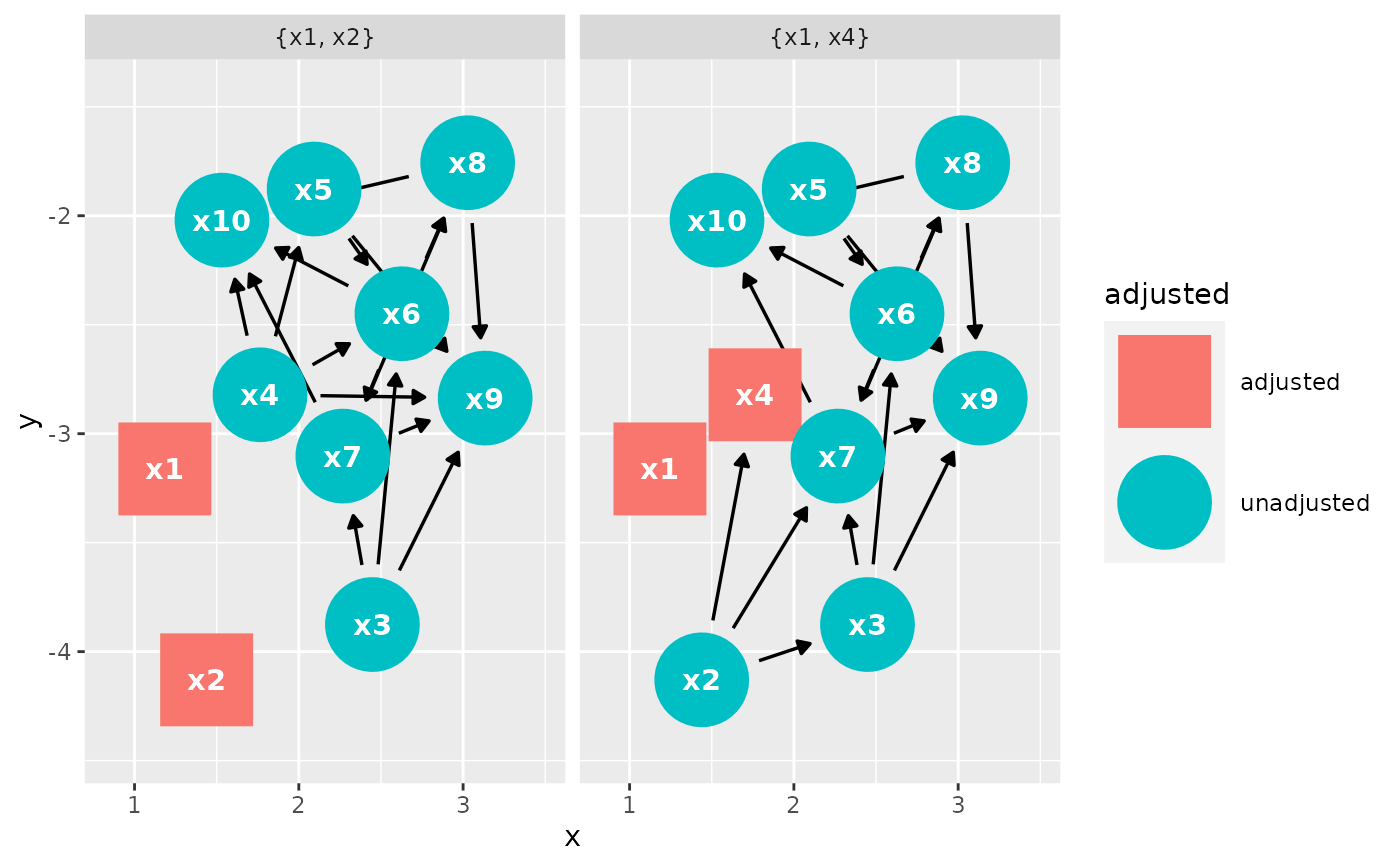 {x1, x2}
{x1, x4}
x8
x5
x10
x6
x4
x9
x7
x1
x3
x2
x8
x5
x10
x6
x4
x9
x7
x1
x3
x2
-2
-3
-4
y
1 2 3
1 2 3
x
adjusted
adjusted
unadjusted